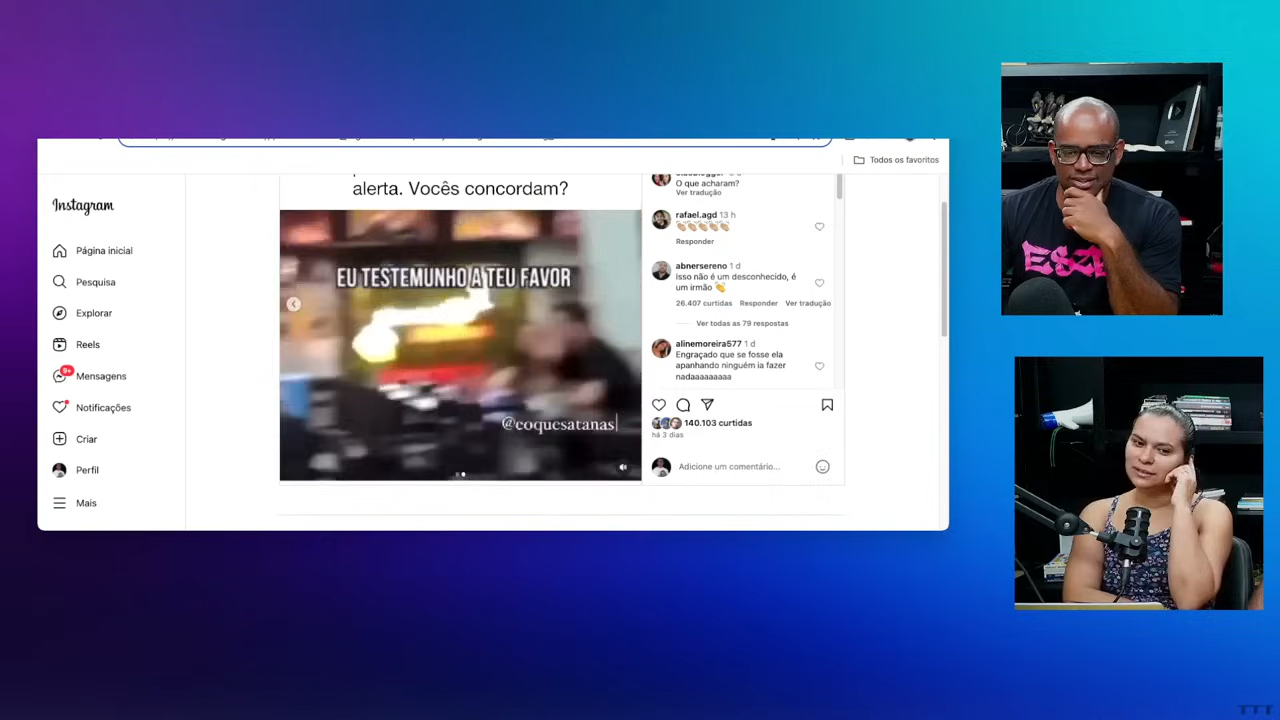 Todos os favoritos
Instagram
Página inicial
Pesquisa
Explorar
Reels
9+
Mensagens
Notificações
Criar
Perfil
Mais
alerta. Vocês concordam?
EU TESTEMUNHO A TEU FAVOR
@coquesatanas
O que acharam?
Ver tradução
rafael.agd 13 h
Responder
abnersereno 1 d
isso não é um desconhecido, é
um irmão
26.407 curtidas Responder Ver tradução
Ver todas as 79 respostas
alinemoreira577 1 d
Engraçado que se fosse ela
apanhando ninguém ia fazer
nadaaaaaaaa
140.103 curtidas
há 3 dias
Adicione um comentário...